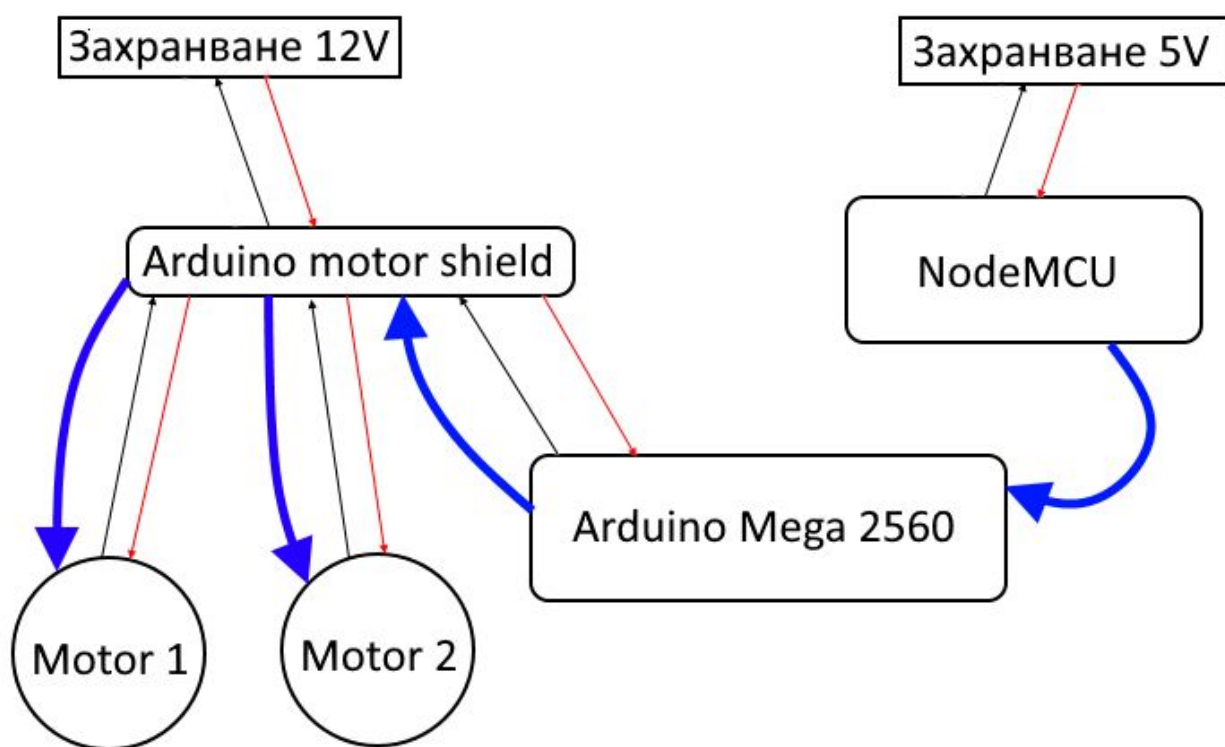 Захранване 12V
Захранване 5V
Arduino motor shield
NodeMCU
Arduino Mega 2560
Motor 1
Motor 2